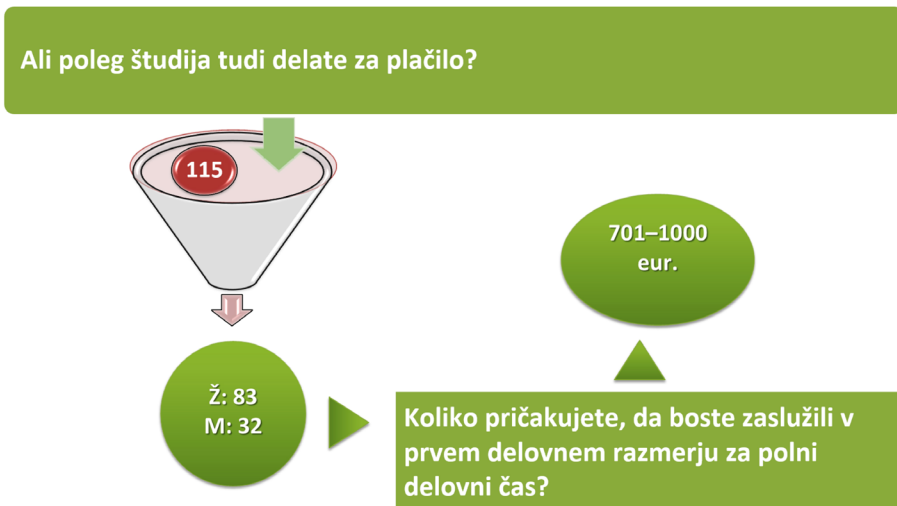 Ali poleg študija tudi delate za plačilo?
115
701–1000
eur.
Ž: 83
M: 32
Koliko pričakujete, da boste zaslužili v
prvem delovnem razmerju za polni
delovni čas?